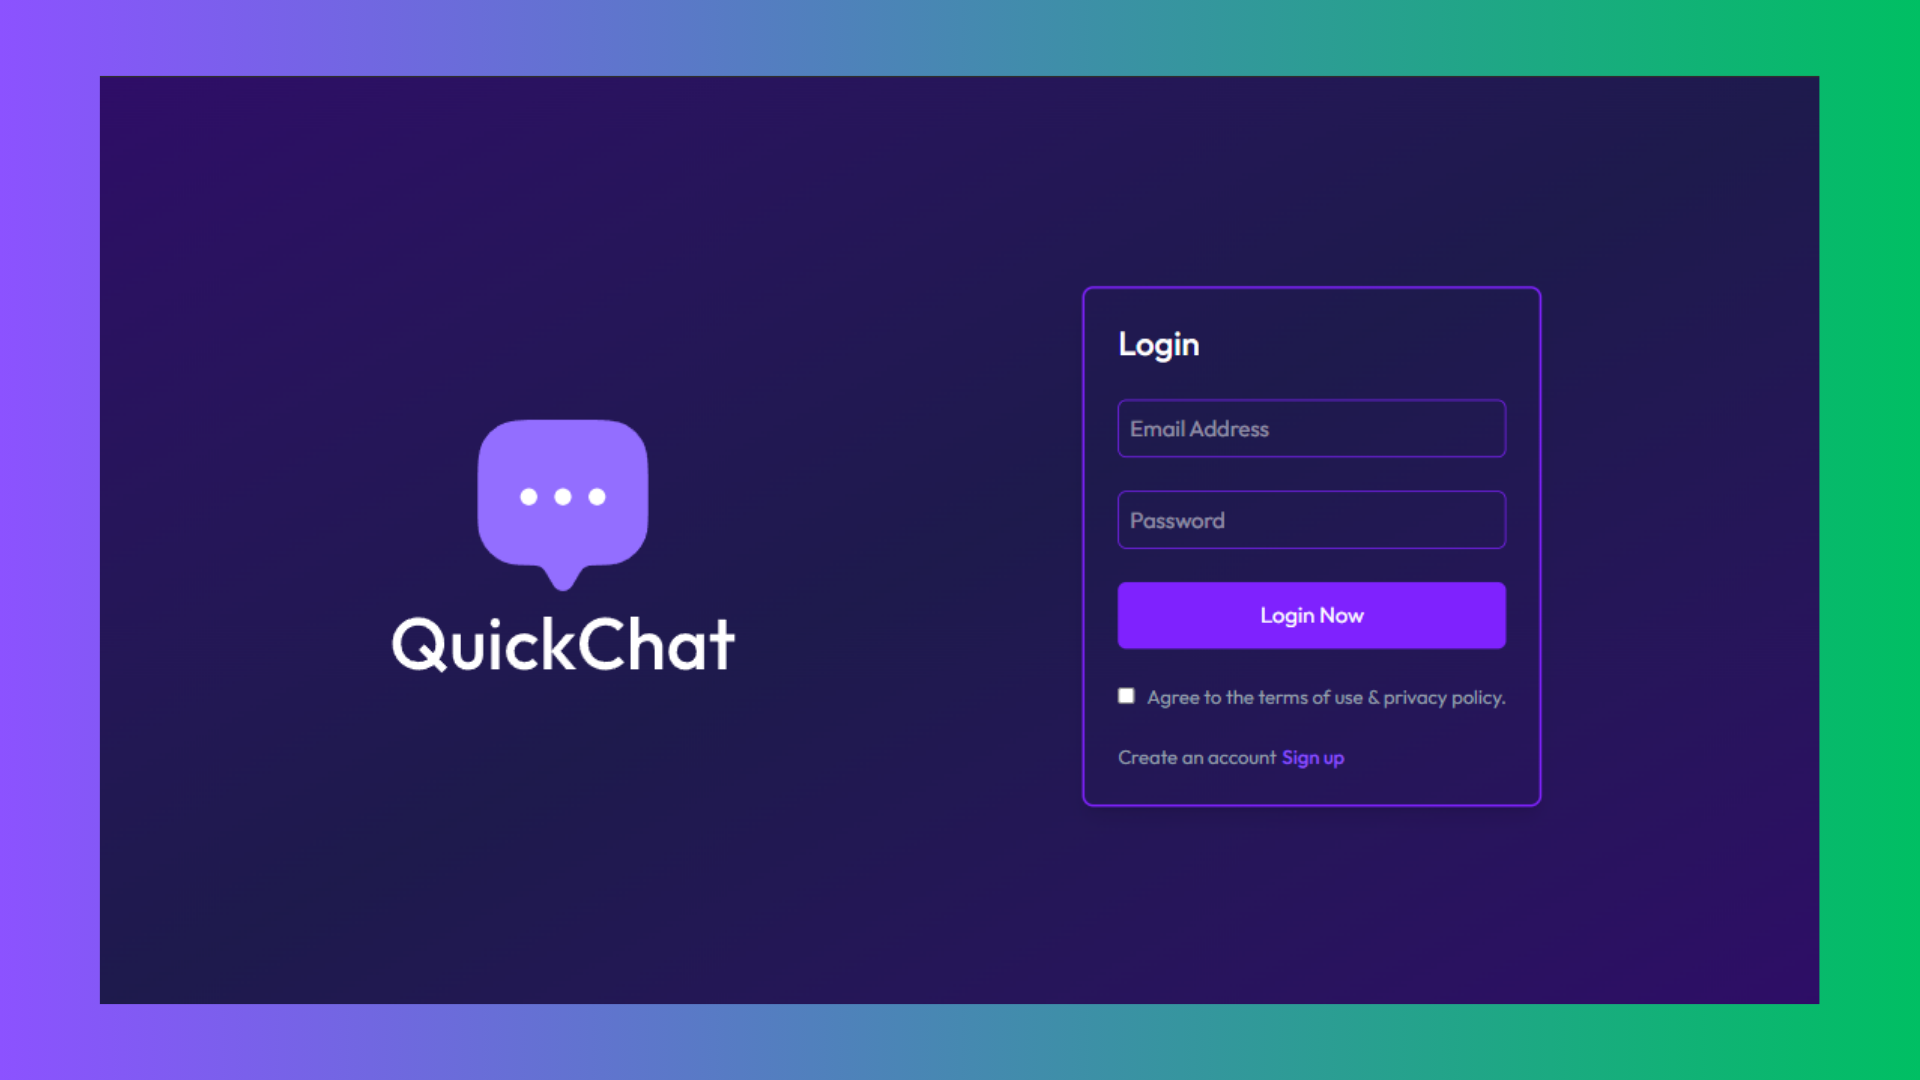 QuickChat
Login
Email Address
Password
Login Now
Agree to the terms of use & privacy policy.
Create an account Sign up